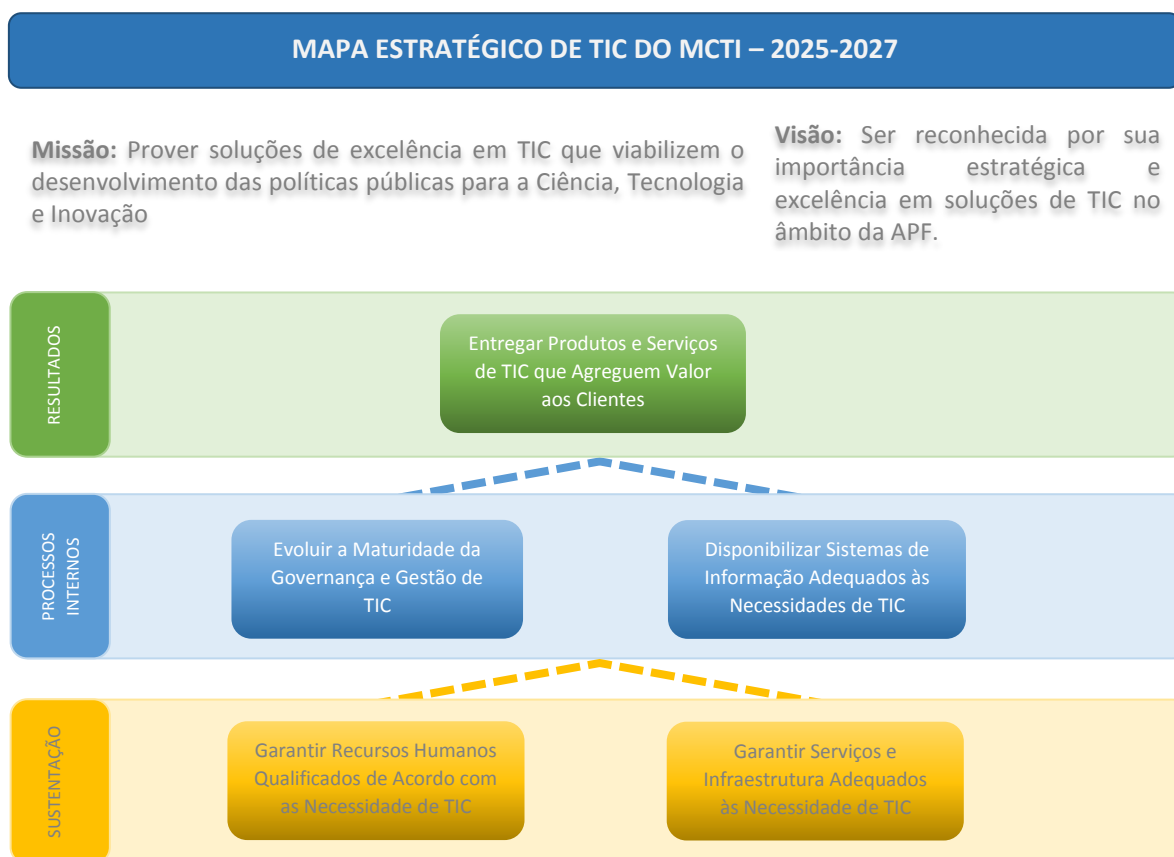 MAPA ESTRATÉGICO DE TIC DO MCTI – 2025-2027
Missão: Prover soluções de excelência em TIC que viabilizem o
desenvolvimento das políticas públicas para a Ciência, Tecnologia
e Inovação
Visão: Ser reconhecida por sua
importância estratégica e
excelência em soluções de TIC no
âmbito da APF.
RESULTADOS
Entregar Produtos e Serviços
de TIC que Agreguem Valor
aos Clientes
PROCESSOS
INTERNOS
Evoluir a Maturidade da
Governança e Gestão de
TIC
Disponibilizar Sistemas de
Informação Adequados às
Necessidades de TIC
SUSTENTAÇÃO
Garantir Recursos Humanos
Qualificados de Acordo com
as Necessidade de TIC
Garantir Serviços e
Infraestrutura Adequados
às Necessidade de TIC